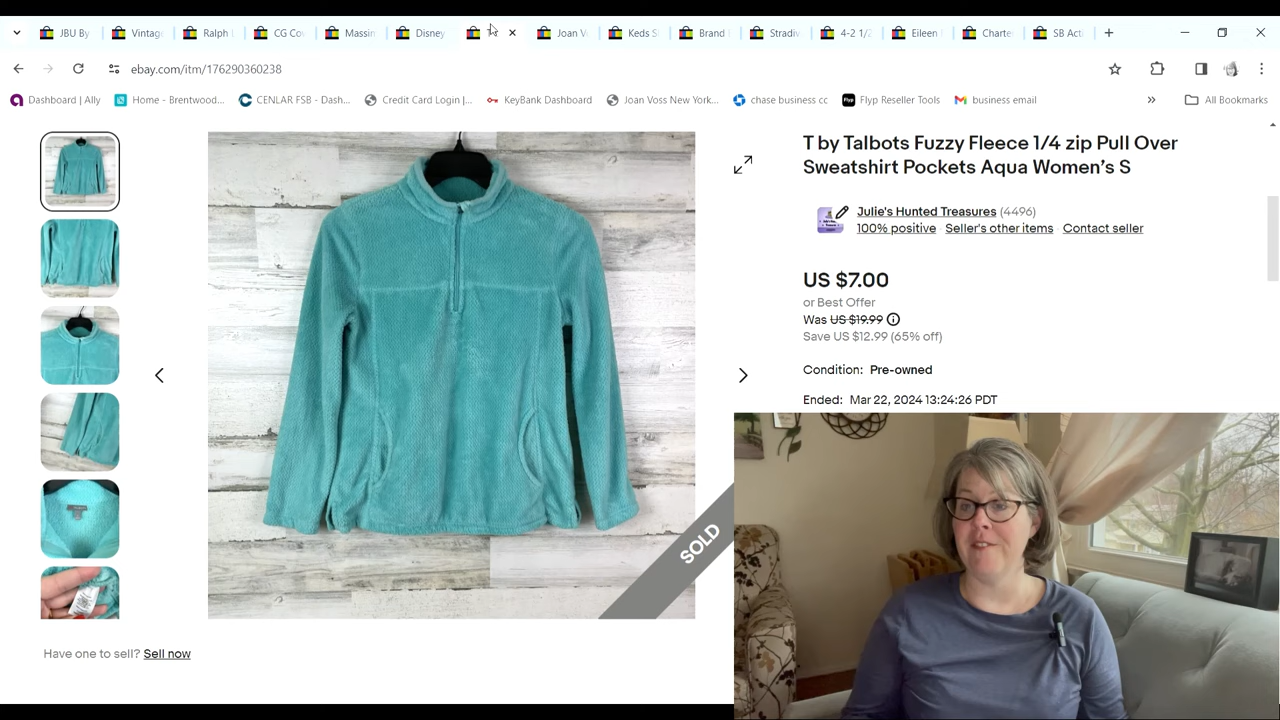 JBU By
Vintag
Ralph L
CG Co
Massin
Disney
T
Joan V
Keds S
Brand
Stradiv
4-2 1/2
Eileen
Charte
SB Act
ebay.com/itm/176290360238
Dashboard | Ally
Home - Brentwood...
CENLAR FSB - Dash...
Credit Card Login |...
KeyBank Dashboard
Joan Voss New York...
chase business cc
Flyp Reseller Tools
business email
»
All Bookmarks
T by Talbots Fuzzy Fleece 1/4 zip Pull Over
Sweatshirt Pockets Aqua Women's S
Julie's Hunted Treasures (4496)
100% positive Seller's other items Contact seller
US $7.00
or Best Offer
Was US $19.99
Save US $12.99 (65% off)
Condition: Pre-owned
Ended: Mar 22, 2024 13:24:26 PDT
SOLD
Have one to sell? Sell now